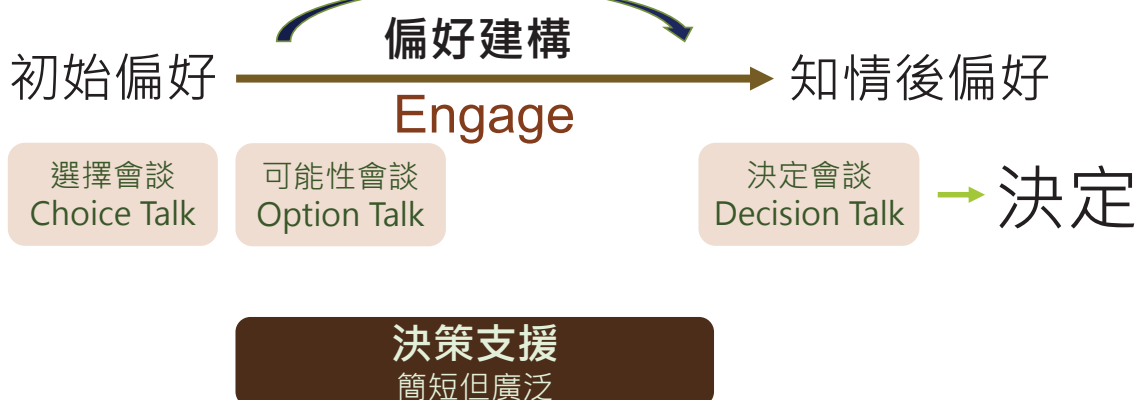 偏好建構
初始偏好
知情後偏好
Engage
選擇會談
Choice Talk
可能性會談
Option Talk
決定會談
Decision Talk
決定
決策支援
簡短但廣泛